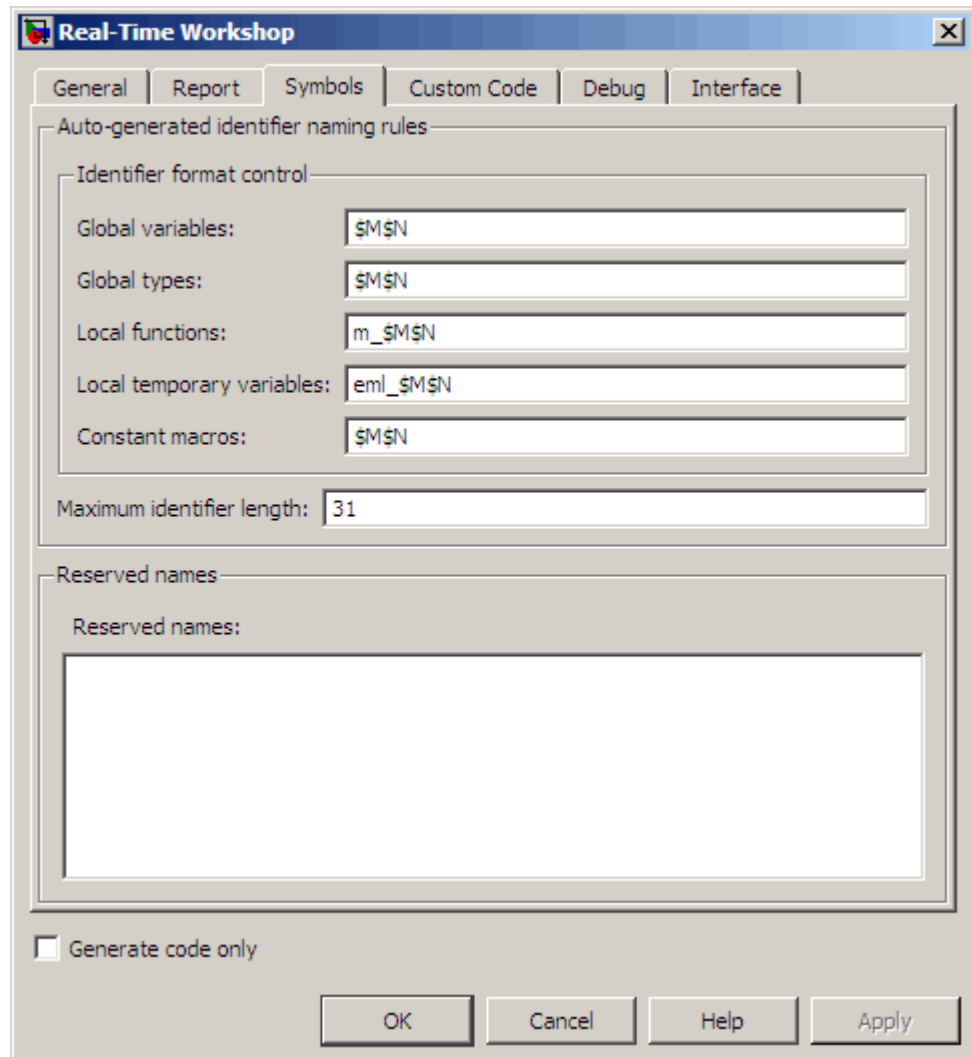 Real-Time Workshop
General Report Symbols Custom Code Debug Interface
Auto-generated identifier naming rules
Identifier format control
Global variables: $M$N
Global types: $M$N
Local functions: m_$M$N
Local temporary variables: eml_$M$N
Constant macros: $M$N
Maximum identifier length: 31
Reserved names
Reserved names:
Generate code only
OK Cancel Help Apply